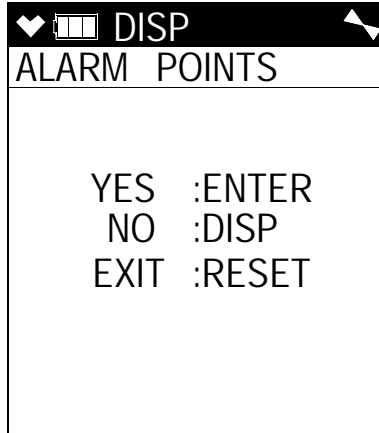 DISP
ALARM POINTS
YES :ENTER
NO :DISP
EXIT :RESET